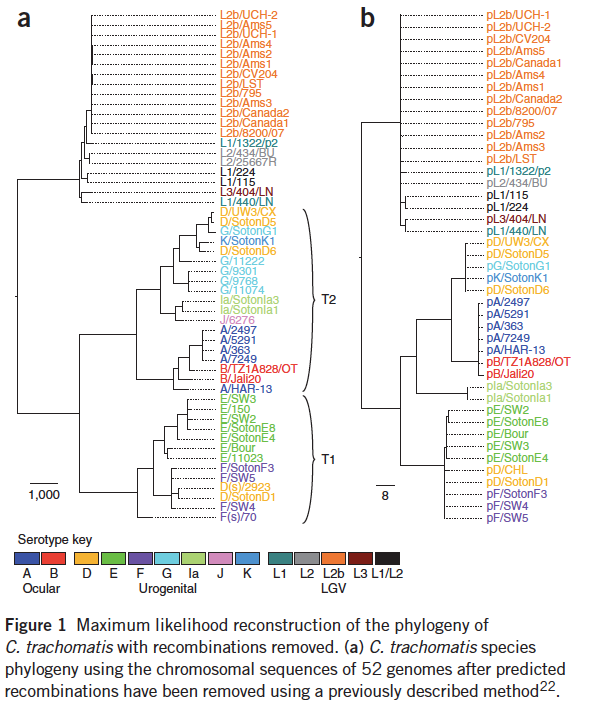 a
L2b/UCH-2
L2b/Ams5
L2b/UCH-1
L2b/Ams4
L2b/Ams2
L2b/Ams1
L2b/CV204
L2b/LST
L2b/795
L2b/Ams3
L2b/Canada2
L2b/Canada1
L2b/8200/07
L1/1322/p2
L2/434/BU
L2/25667R
L1/224
L1/115
L3/404/LN
L1/440/LN
D/UW3/CX
D/SotonD5
G/SotonG1
K/SotonK1
D/SotonD6
G/11222
G/9301
G/9768
G/11074
Ia/SotonIa3
Ia/SotonIa1
J/6276
A/2497
A/5291
A/363
A/7249
B/TZ1A828/OT
B/Jali20
A/HAR-13
E/SW3
E/150
E/SW2
E/SotonE8
E/SotonE4
E/Bour
E/11023
F/SotonF3
F/SW5
D(s)/2923
D/SotonD1
F/SW4
F(s)/70
T2
T1
1,000
b
pL2b/UCH-1
pL2b/UCH-2
pL2b/CV204
pL2b/Ams5
pL2b/Canada1
pL2b/Ams4
pL2b/Ams1
pL2b/Canada2
pL2b/8200/07
pL2b/795
pL2b/Ams2
pL2b/Ams3
pL2b/LST
pL1/1322/p2
pL2/434/BU
pL1/115
pL1/224
pL3/404/LN
pL1/440/LN
pD/UW3/CX
pD/SotonD5
pG/SotonG1
pK/SotonK1
pD/SotonD6
pA/2497
pA/5291
pA/363
pA/7249
pA/HAR-13
pB/TZ1A828/OT
pB/Jali20
pIa/SotonIa3
pIa/SotonIa1
pE/SW2
pE/SotonE8
pE/Bour
pE/SW3
pE/SotonE4
pD/CHL
pD/SotonD1
pF/SotonF3
pF/SW4
pF/SW5
8
Serotype key
A B D E F G Ia J K L1 L2 L2b L3 L1/L2
Ocular Urogenital LGV
Figure 1 Maximum likelihood reconstruction of the phylogeny of
C. trachomatis with recombinations removed. (a) C. trachomatis species
phylogeny using the chromosomal sequences of 52 genomes after predicted
recombinations have been removed using a previously described method22.